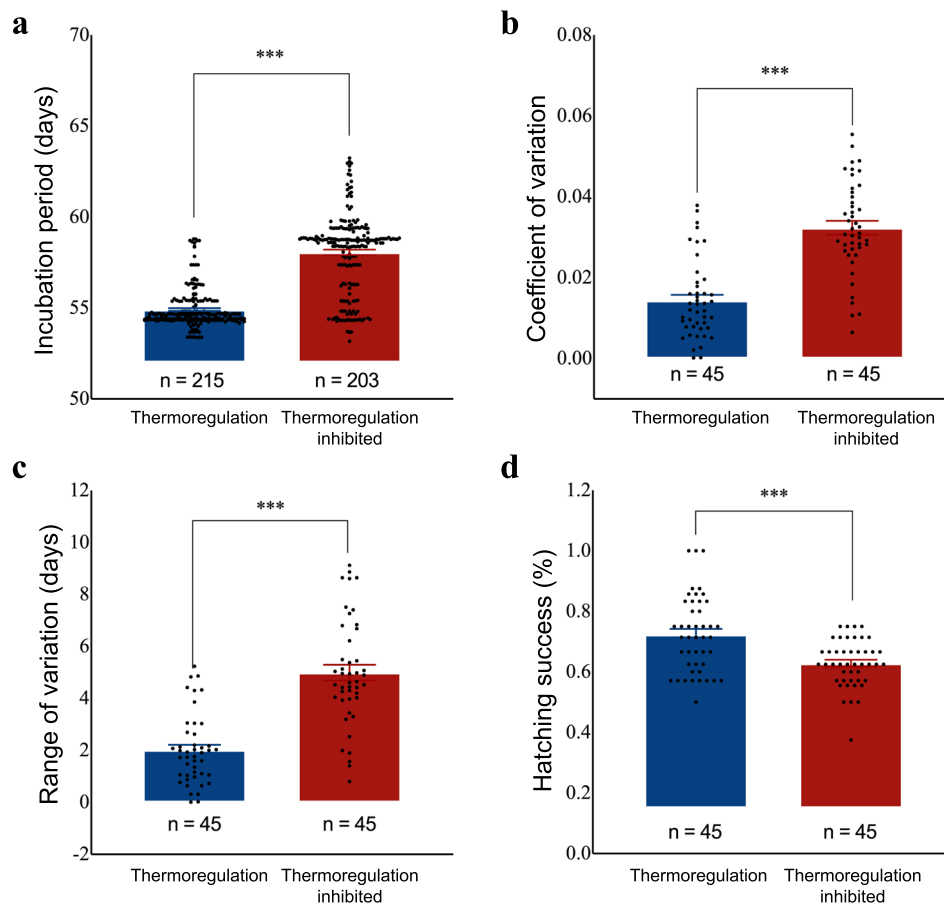 a
70
65
60
55
50
Incubation period (days)
***
n = 215
n = 203
Thermoregulation
Thermoregulation
inhibited
b
0.08
0.06
0.04
0.02
0.00
Coefficient of variation
***
n = 45
n = 45
Thermoregulation
Thermoregulation
inhibited
c
12
10
8
6
4
2
0
-2
Range of variation (days)
***
n = 45
n = 45
Thermoregulation
Thermoregulation
inhibited
d
1.2
1.0
0.8
0.6
0.4
0.2
0.0
Hatching success (%)
***
n = 45
n = 45
Thermoregulation
Thermoregulation
inhibited